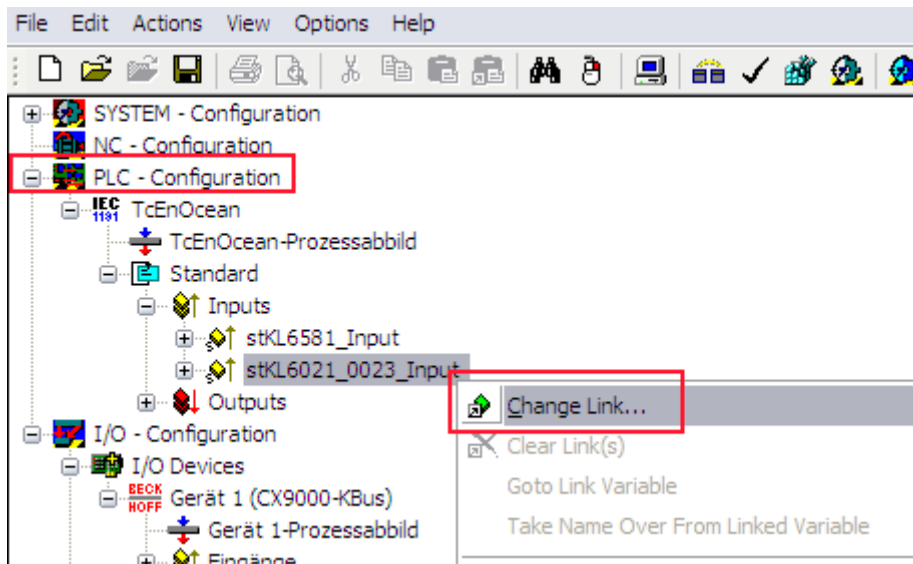 File Edit Actions View Options Help
SYSTEM - Configuration
NC - Configuration
PLC - Configuration
IEC
1131
TcEnOcean
TcEnOcean-Prozessabbild
Standard
Inputs
stKL6581_Input
stKL6021_0023_Input
Outputs
Change Link...
I/O - Configuration
Clear Link(s)
I/O Devices
Goto Link Variable
BECK
HOFF
Gerät 1 (CX9000-KBus)
Gerät 1-Prozessabbild
Take Name Over From Linked Variable
Eingänge